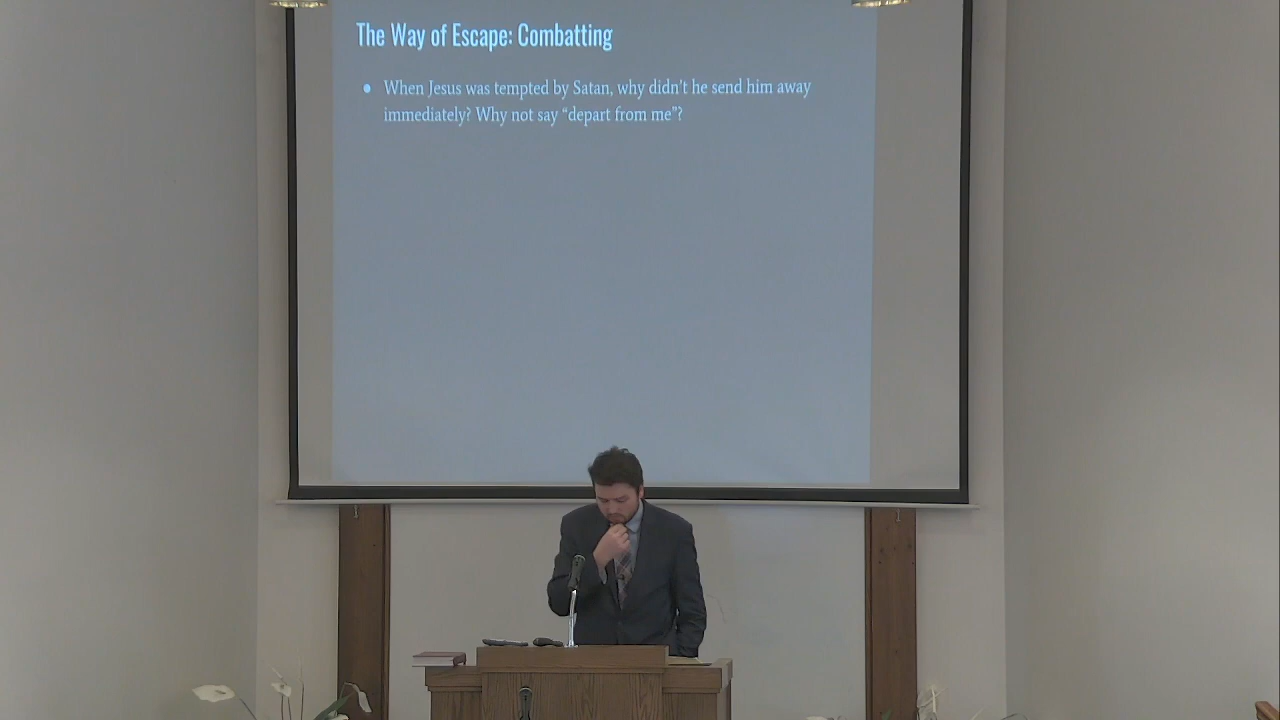 The Way of Escape: Combatting
● When Jesus was tempted by Satan, why didn't he send him away
immediately? Why not say “depart from me”?